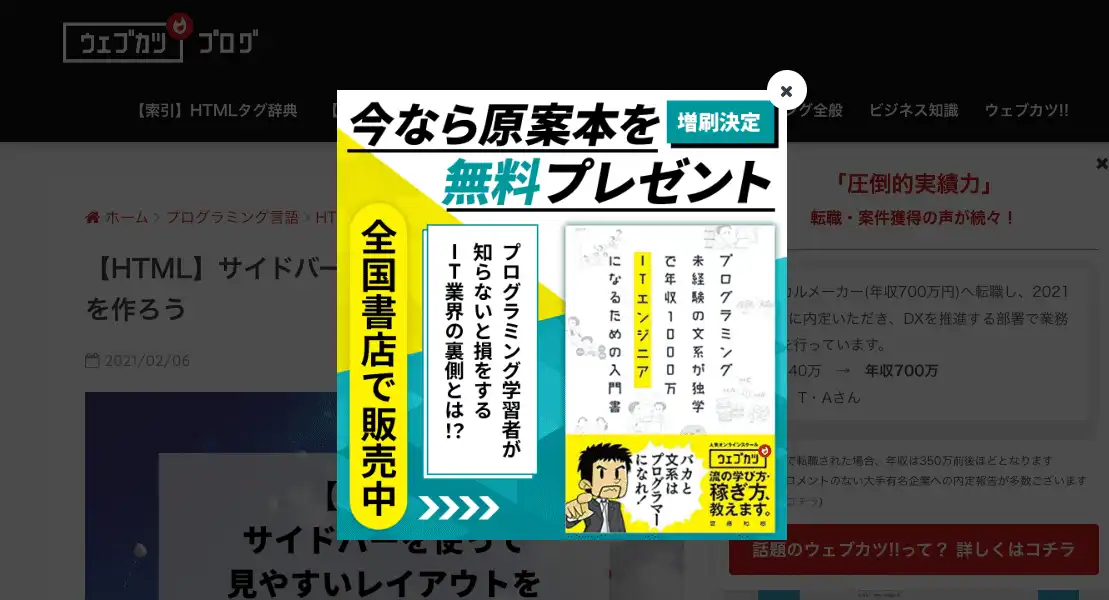 ウェブカツ ブログ
【索引】HTMLタグ辞典
ング全般
ビジネス知識
ウェブカツ!!
今なら原案本を
増刷決定
無料プレゼント
全国書店で販売中
プログラミング学習者が
知らないと損をする
IT業界の裏側とは!?
プログラミング
未経験の文系が独学
で年収1000万
ITエンジニア
になるための入門書
バカと
文系は
プログラマー
になれ!
人気オンラインスクール
ウェブカツ
流の学び方・
稼ぎ方、
教えます。
ホーム
プログラミング言語
HT
【HTML】サイドバー
を作ろう
2021/02/06
サイドバーを使って
見やすいレイアウトを
「圧倒的実績力」
転職・案件獲得の声が続々！
カルメーカー(年収700万円)へ転職し、2021
に内定いただき、DXを推進する部署で業務
を行っています。
40万 → 年収700万
T・Aさん
で転職された場合、年収は350万前後ほどとなります
コメントのない大手有名企業への内定報告が多数ございます
コチラ)
話題のウェブカツ!!って？ 詳しくはコチラ